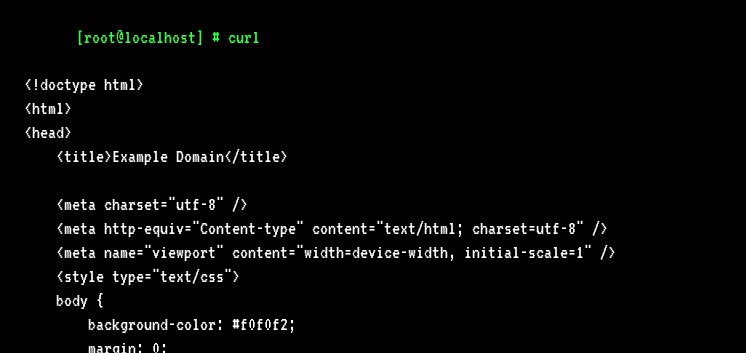 [root@localhost] # curl
<!doctype html>
<html>
<head>
    <title>Example Domain</title>
    <meta charset="utf-8" />
    <meta http-equiv="Content-type" content="text/html; charset=utf-8" />
    <meta name="viewport" content="width=device-width, initial-scale=1" />
    <style type="text/css">
    body {
        background-color: #f0f0f2;
        margin: 0;